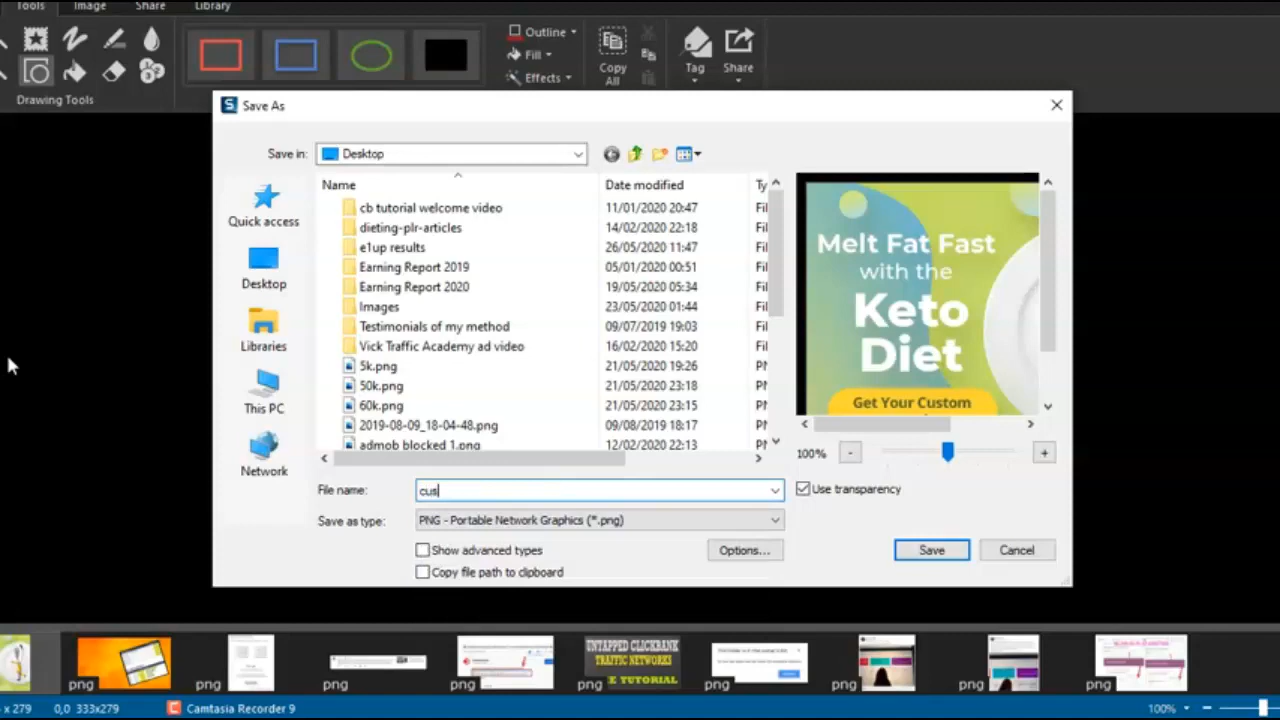 Tools Image Share Library
Outline
Fill
Effects
Copy All
Tag
Share
Drawing Tools
Save As
Save in: Desktop
Name Date modified Ty
Quick access
Desktop
Libraries
This PC
Network
cb tutorial welcome video 11/01/2020 20:47 Fil
dieting-plr-articles 14/02/2020 22:18 Fil
e1up results 26/05/2020 11:47 Fil
Earning Report 2019 05/01/2020 00:51 Fil
Earning Report 2020 19/05/2020 05:34 Fil
Images 23/05/2020 01:44 Fil
Testimonials of my method 09/07/2019 19:03 Fil
Vick Traffic Academy ad video 16/02/2020 15:20 Fil
5k.png 21/05/2020 19:26 PN
50k.png 21/05/2020 23:18 PN
60k.png 21/05/2020 23:15 PN
2019-08-09_18-04-48.png 09/08/2019 18:17 PN
admob blocked 1.png 12/02/2020 22:13 PN
Melt Fat Fast
with the
Keto
Diet
Get Your Custom
100% - +
File name: cus
Use transparency
Save as type: PNG - Portable Network Graphics (*.png)
Show advanced types
Options...
Save
Cancel
Copy file path to clipboard
UNTAPPED CLICKBANK
TRAFFIC NETWORKS
E TUTORIAL
png png png png png png png png png
x 279 0,0 333x279 Camtasia Recorder 9 100%